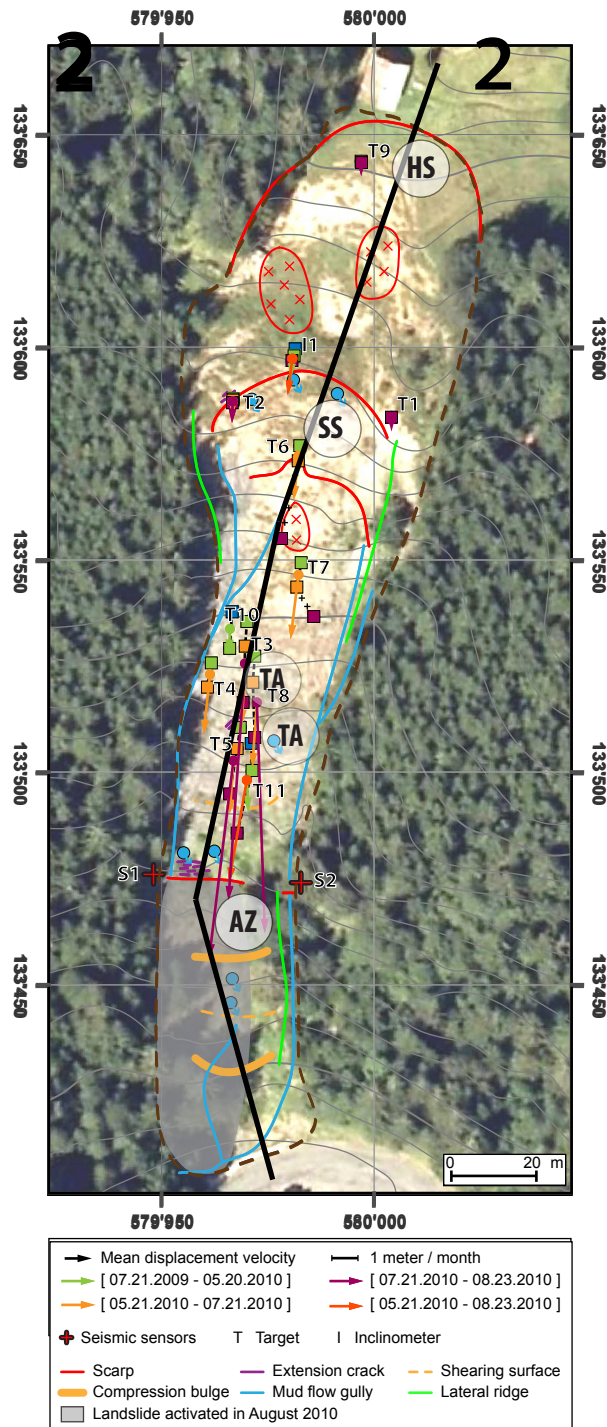 579'950 580'000
2 2
133'650 133'650
T9
HS
133'600 133'600
I1
T2
T1
SS
T6
133'550 133'550
T7
T10
T3
T4 TA
T8
T5 TA
133'500 133'500
T11
S1 S2
AZ
133'450 133'450
0 20 m
579'950 580'000
Mean displacement velocity 1 meter / month
[ 07.21.2009 - 05.20.2010 ] [ 07.21.2010 - 08.23.2010 ]
[ 05.21.2010 - 07.21.2010 ] [ 05.21.2010 - 08.23.2010 ]
Seismic sensors T Target I Inclinometer
Scarp Extension crack Shearing surface
Compression bulge Mud flow gully Lateral ridge
Landslide activated in August 2010